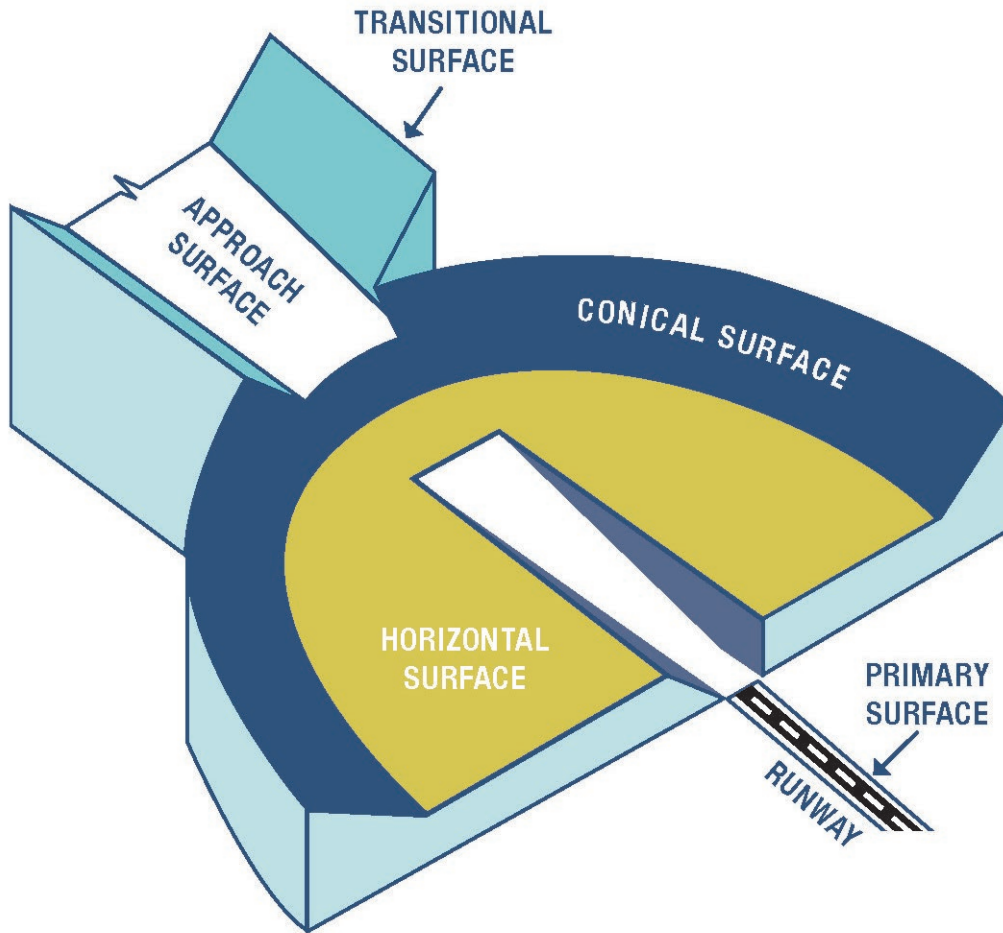 TRANSITIONAL
SURFACE
APPROACH
SURFACE
CONICAL SURFACE
HORIZONTAL
SURFACE
PRIMARY
SURFACE
RUNWAY